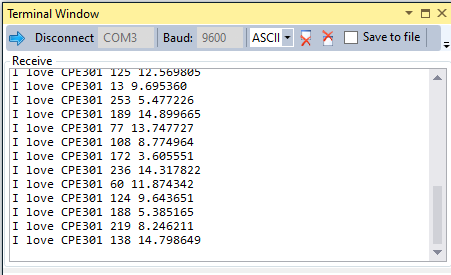 Terminal Window
Disconnect COM3 Baud: 9600 ASCII Save to file
Receive
I love CPE301 125 12.569805
I love CPE301 13 9.695360
I love CPE301 253 5.477226
I love CPE301 189 14.899665
I love CPE301 77 13.747727
I love CPE301 108 8.774964
I love CPE301 172 3.605551
I love CPE301 236 14.317822
I love CPE301 60 11.874342
I love CPE301 124 9.643651
I love CPE301 188 5.385165
I love CPE301 219 8.246211
I love CPE301 138 14.798649